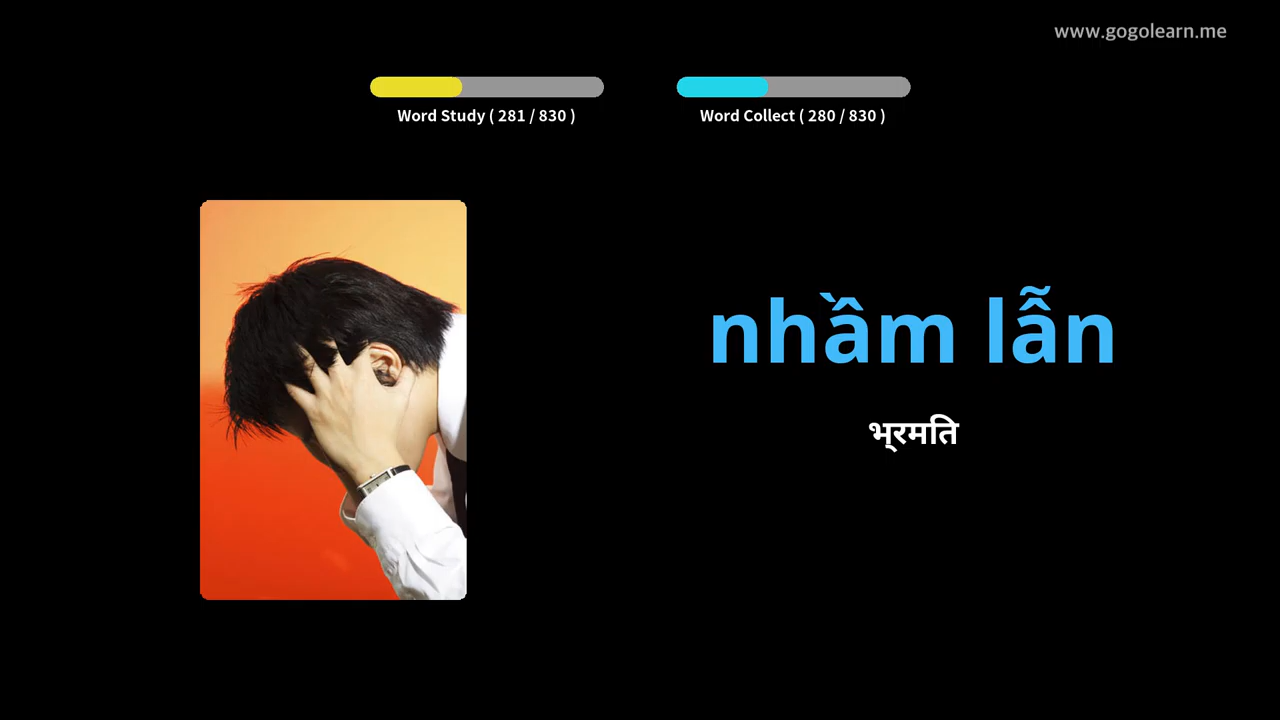 www.gogolearn.me
Word Study ( 281 / 830 )
Word Collect ( 280 / 830 )
nhầm lẫn
भ्रमति